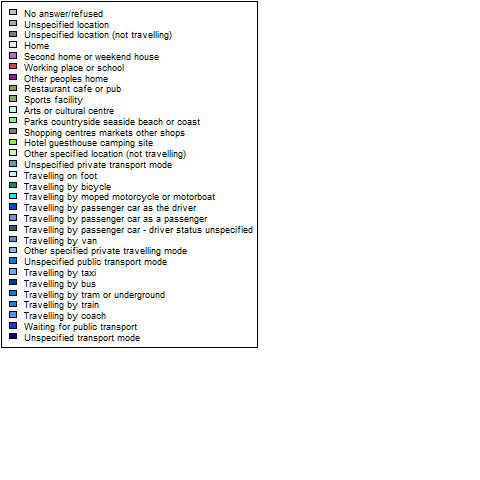 No answer/refused
Unspecified location
Unspecified location (not travelling)
Home
Second home or weekend house
Working place or school
Other peoples home
Restaurant cafe or pub
Sports facility
Arts or cultural centre
Parks countryside seaside beach or coast
Shopping centres markets other shops
Hotel guesthouse camping site
Other specified location (not travelling)
Unspecified private transport mode
Travelling on foot
Travelling by bicycle
Travelling by moped motorcycle or motorboat
Travelling by passenger car as the driver
Travelling by passenger car as a passenger
Travelling by passenger car - driver status unspecified
Travelling by van
Other specified private travelling mode
Unspecified public transport mode
Travelling by taxi
Travelling by bus
Travelling by tram or underground
Travelling by train
Travelling by coach
Waiting for public transport
Unspecified transport mode